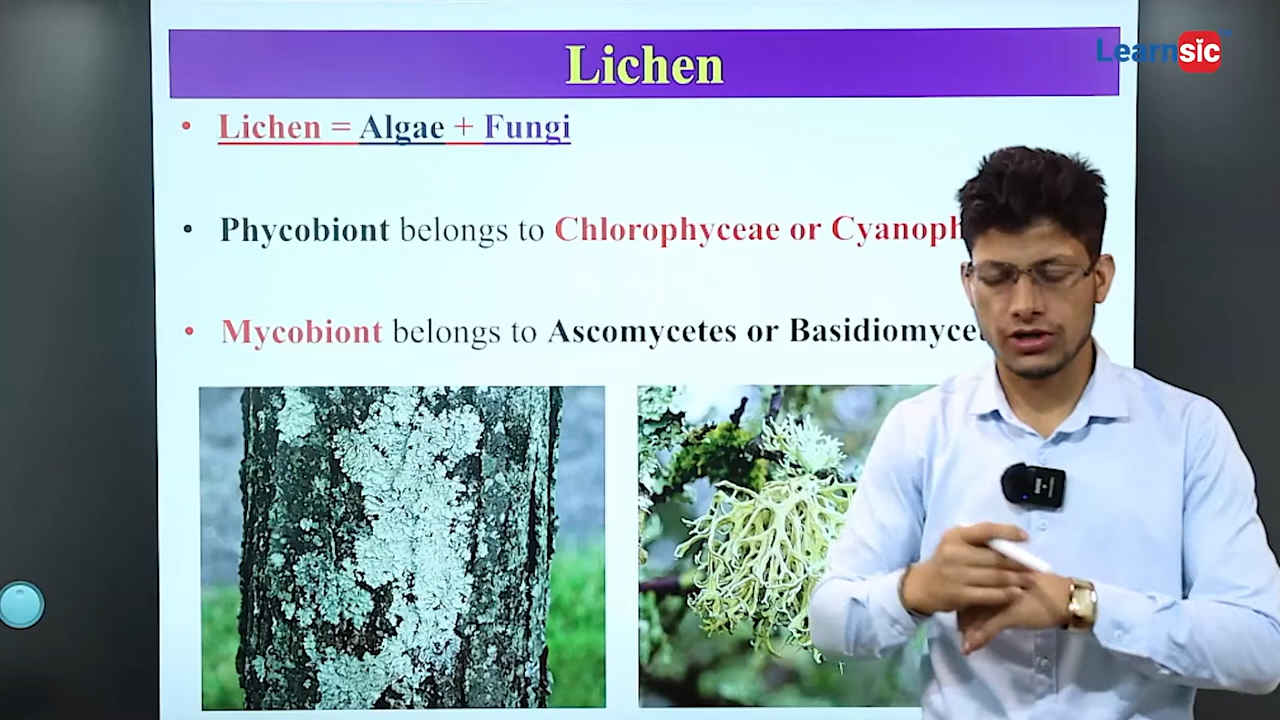 Lichen
Learnsic
• Lichen = Algae + Fungi
• Phycobiont belongs to Chlorophyceae or
• Mycobiont belongs to Ascomycetes or